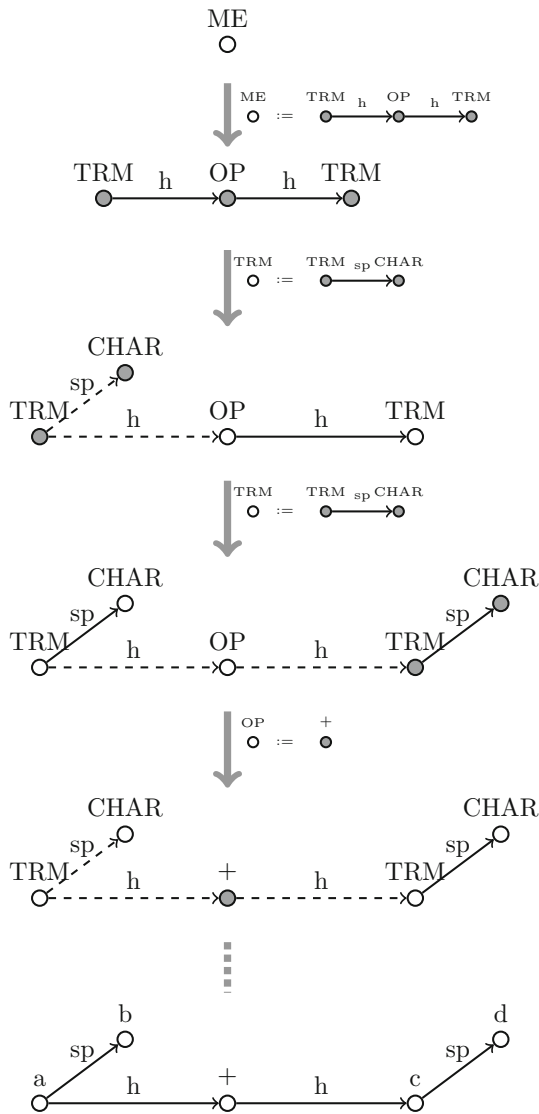 ME
ME := TRM h OP h TRM
TRM h OP h TRM
TRM := TRM sp CHAR
CHAR
sp
TRM h OP h TRM
TRM := TRM sp CHAR
CHAR CHAR
sp sp
TRM h OP h TRM
OP := +
CHAR CHAR
sp sp
TRM h + h TRM
b d
sp sp
a h + h c